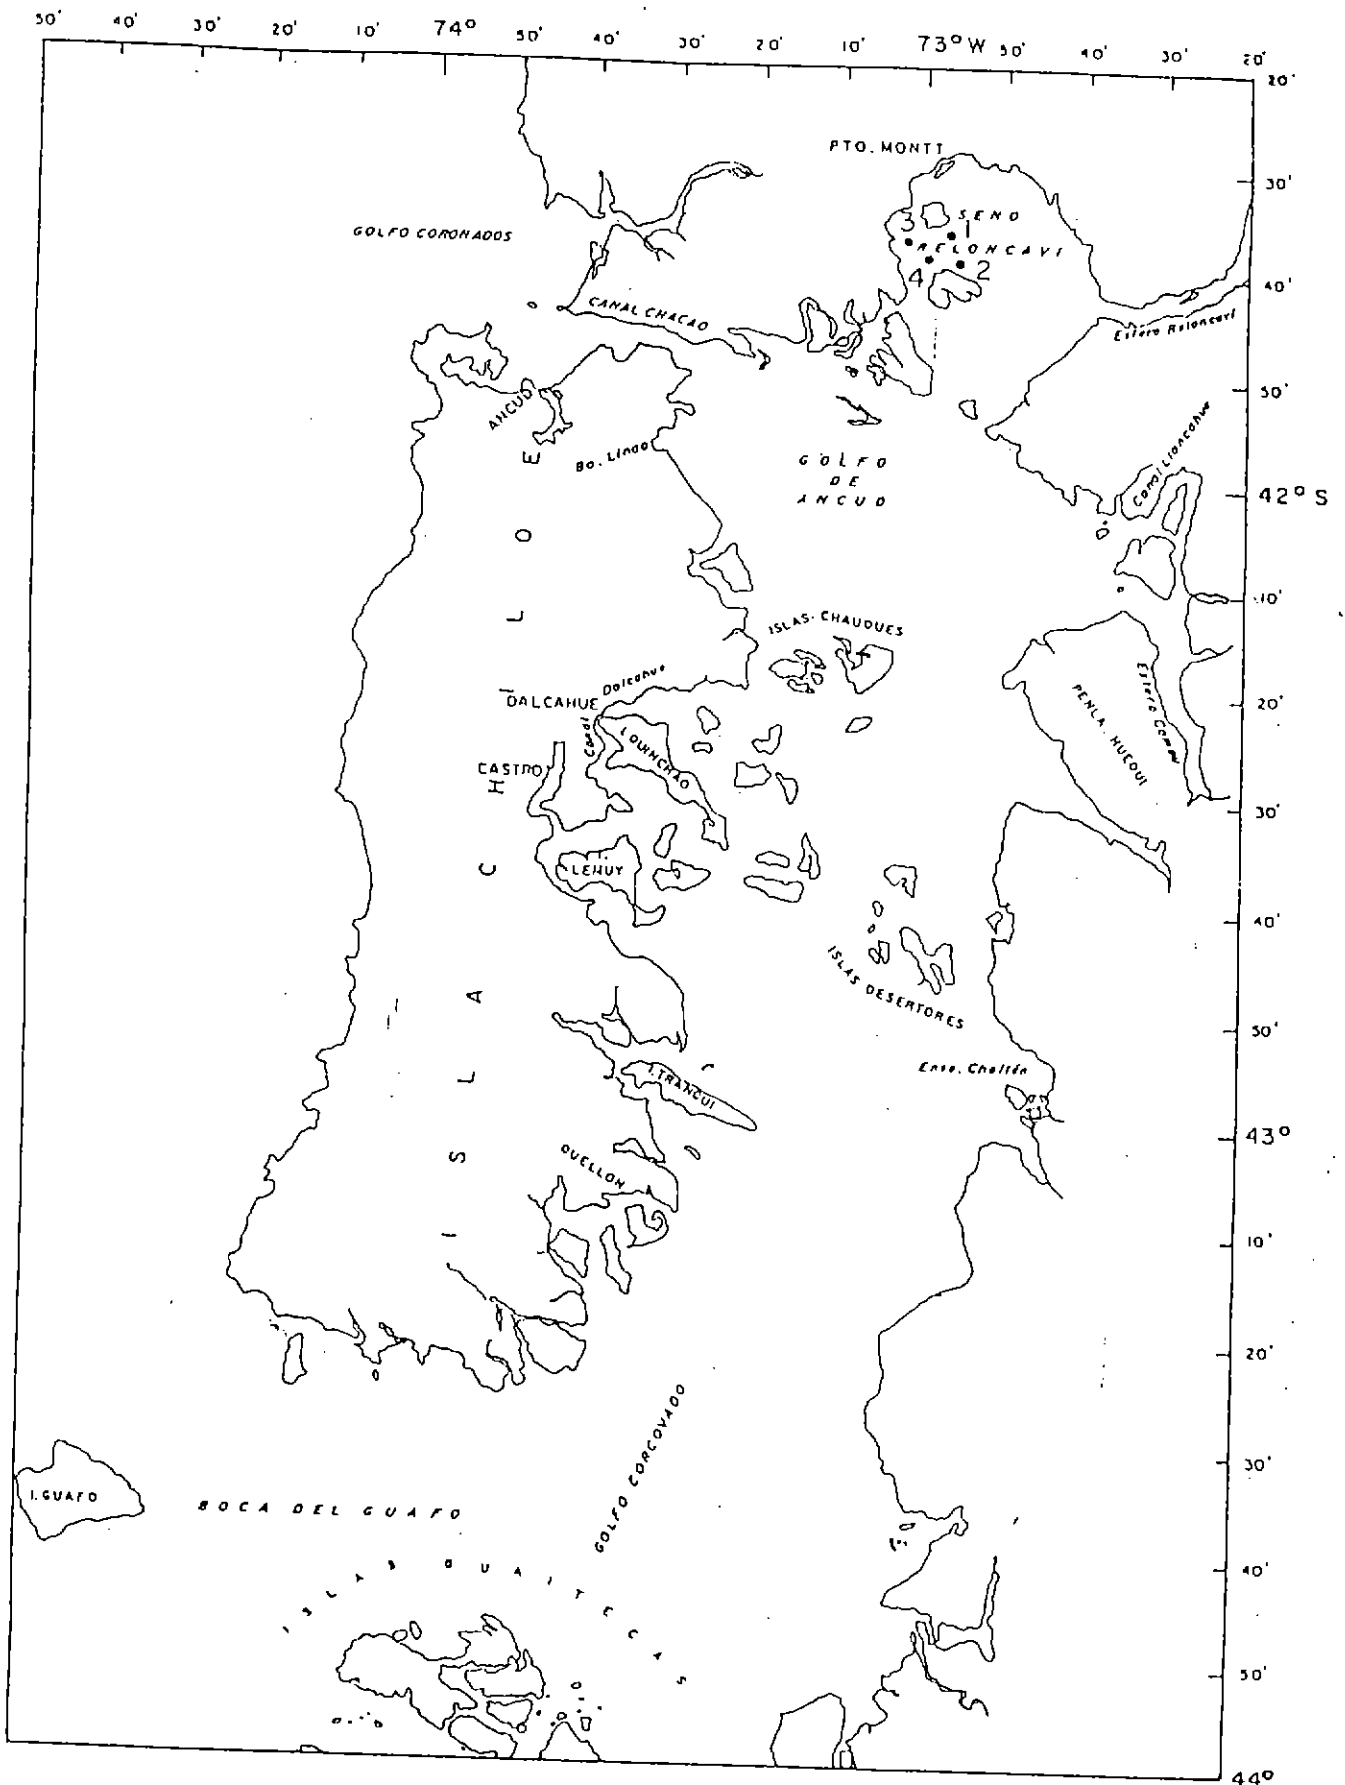 50' 40' 30' 20' 10' 74° 50' 40' 30' 20' 10' 73°W 50' 40' 30' 20'
20'
PTO. MONTT
30'
SENO
3 1
RELONCAVI
GOLFO CORONADOS
4 2
40'
CANAL CHACAO
Estero Reloncavi
50'
ANCUD
Ba. Linao
GOLFO
DE
ANCUD
Canal Llancahue
42° S
10'
ISLAS CHAUQUES
Canal Dalcahue
DALCAHUE
20'
PENLA. HUEQUI
Estero Comau
I. QUINCHAO
CASTRO
30'
I.
LEMUY
40'
ISLAS DESERTORES
ISLA CHILOE
50'
Ense. Chaitén
I. TRANQUI
43°
QUELLON
10'
20'
GOLFO CORCOVADO
30'
I. GUAFO
BOCA DEL GUAFO
40'
ISLAS GUAITECAS
50'
44°